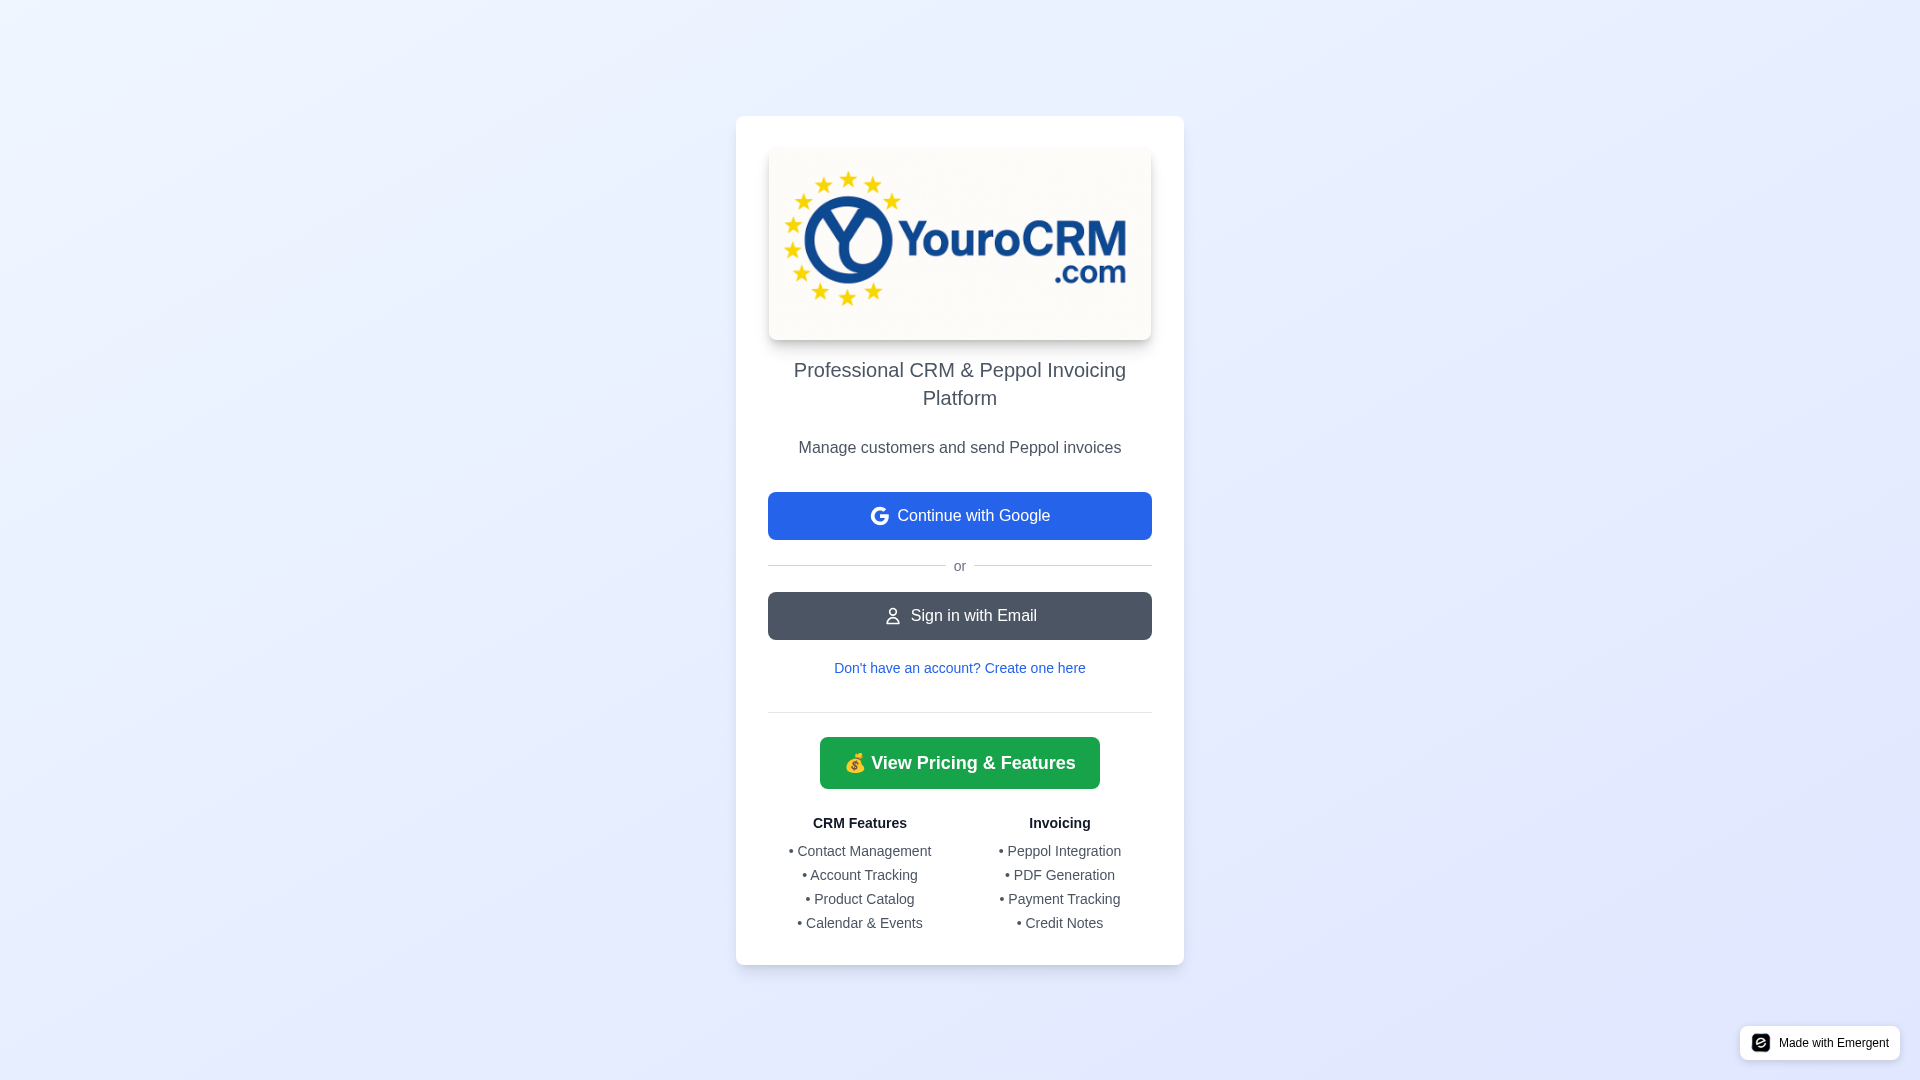 YouroCRM
.com
Professional CRM & Peppol Invoicing
Platform
Manage customers and send Peppol invoices
Continue with Google
or
Sign in with Email
Don't have an account? Create one here
💰 View Pricing & Features
CRM Features
• Contact Management
• Account Tracking
• Product Catalog
• Calendar & Events
Invoicing
• Peppol Integration
• PDF Generation
• Payment Tracking
• Credit Notes
Made with Emergent